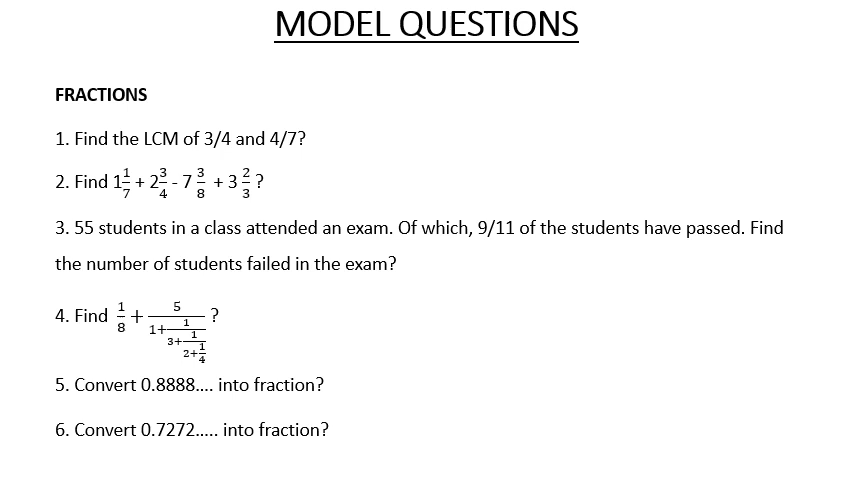 MODEL QUESTIONS
FRACTIONS
1. Find the LCM of 3/4 and 4/7?
2. Find 1 1/7 + 2 3/4 - 7 3/8 + 3 2/3 ?
3. 55 students in a class attended an exam. Of which, 9/11 of the students have passed. Find
the number of students failed in the exam?
4. Find 1/8 + 5/(1+1/(3+1/(2+1/4))) ?
5. Convert 0.8888.... into fraction?
6. Convert 0.7272..... into fraction?